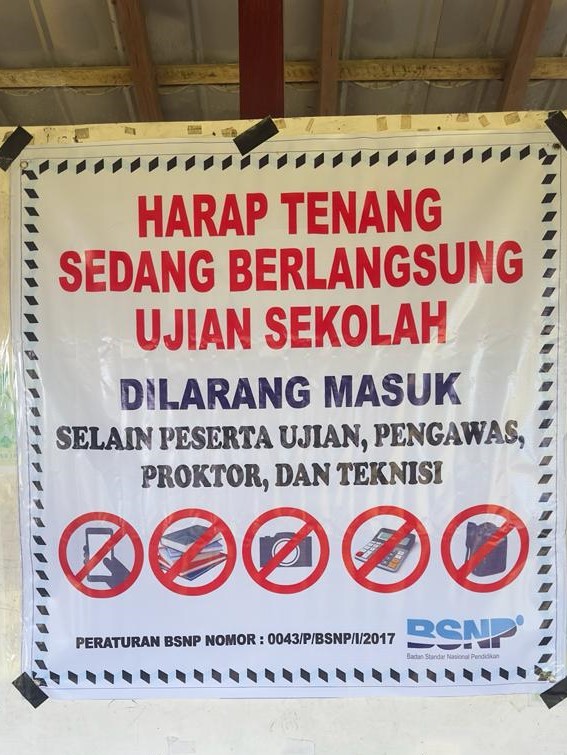 HARAP TENANG
SEDANG BERLANGSUNG
UJIAN SEKOLAH
DILARANG MASUK
SELAIN PESERTA UJIAN, PENGAWAS,
PROKTOR, DAN TEKNISI
PERATURAN BSNP NOMOR : 0043/P/BSNP/I/2017
BSNP
Badan Standar Nasional Pendidikan